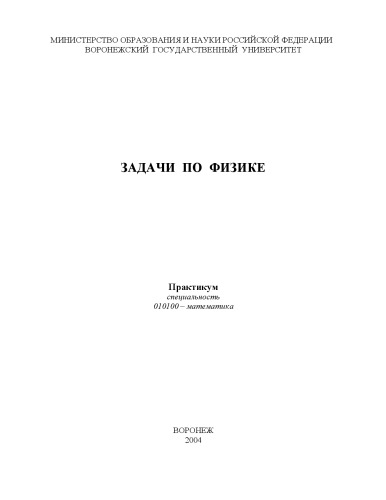 МИНИСТЕРСТВО ОБРАЗОВАНИЯ И НАУКИ РОССИЙСКОЙ ФЕДЕРАЦИИ
ВОРОНЕЖСКИЙ ГОСУДАРСТВЕННЫЙ УНИВЕРСИТЕТ
ЗАДАЧИ ПО ФИЗИКЕ
Практикум
специальность
010100 – математика
ВОРОНЕЖ
2004